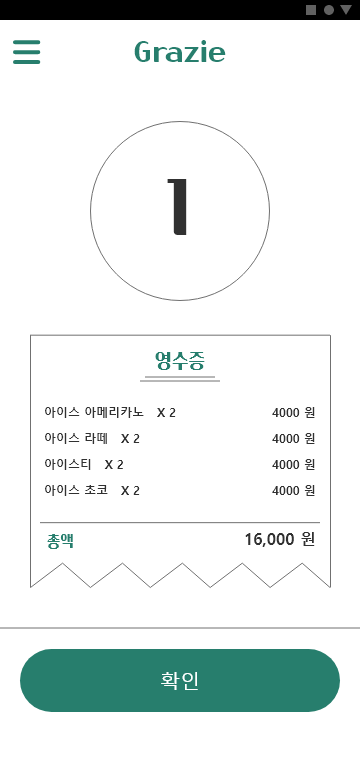 Grazie
1
영수증
아이스 아메리카노 X 2 4000 원
아이스 라떼 X 2 4000 원
아이스티 X 2 4000 원
아이스 초코 X 2 4000 원
총액 16,000 원
확인